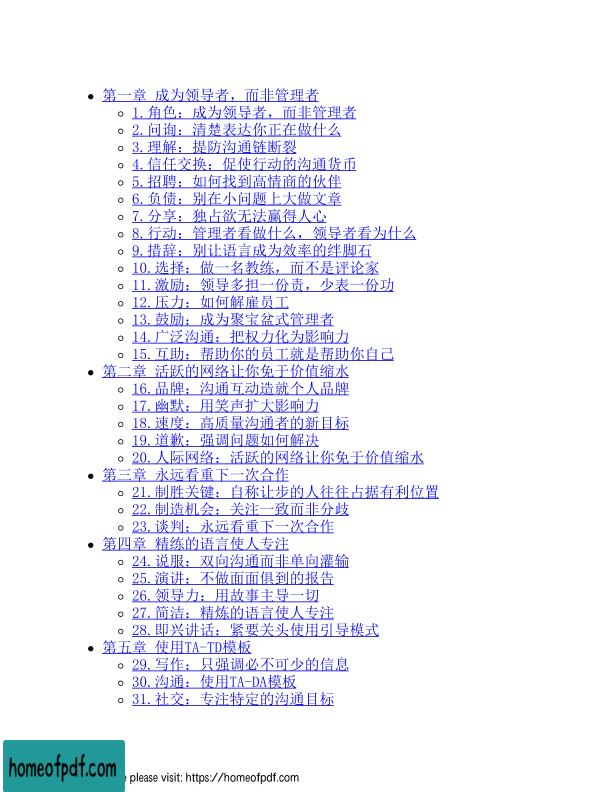 第一章 成为领导者，而非管理者
1.角色：成为领导者，而非管理者
2.问询：清楚表达你正在做什么
3.理解：提防沟通链断裂
4.信任交换：促使行动的沟通货币
5.招聘：如何找到高情商的伙伴
6.负债：别在小问题上大做文章
7.分享：独占欲无法赢得人心
8.行动：管理者看做什么，领导者看为什么
9.措辞：别让语言成为效率的绊脚石
10.选择：做一名教练，而不是评论家
11.激励：领导多担一份责，少表一份功
12.压力：如何解雇员工
13.鼓励：成为聚宝盆式管理者
14.广泛沟通：把权力化为影响力
15.互助：帮助你的员工就是帮助你自己
第二章 活跃的网络让你免于价值缩水
16.品牌：沟通互动造就个人品牌
17.幽默：用笑声扩大影响力
18.速度：高质量沟通者的新目标
19.道歉：强调问题如何解决
20.人际网络：活跃的网络让你免于价值缩水
第三章 永远看重下一次合作
21.制胜关键：自称让步的人往往占据有利位置
22.制造机会：关注一致而非分歧
23.谈判：永远看重下一次合作
第四章 精练的语言使人专注
24.说服：双向沟通而非单向灌输
25.演讲：不做面面俱到的报告
26.领导力：用故事主导一切
27.简洁：精炼的语言使人专注
28.即兴讲话：紧要关头使用引导模式
第五章 使用TA-TD模板
29.写作：只强调必不可少的信息
30.沟通：使用TA-DA模板
31.社交：专注特定的沟通目标
homeofpdf.com
please visit: https://homeofpdf.com